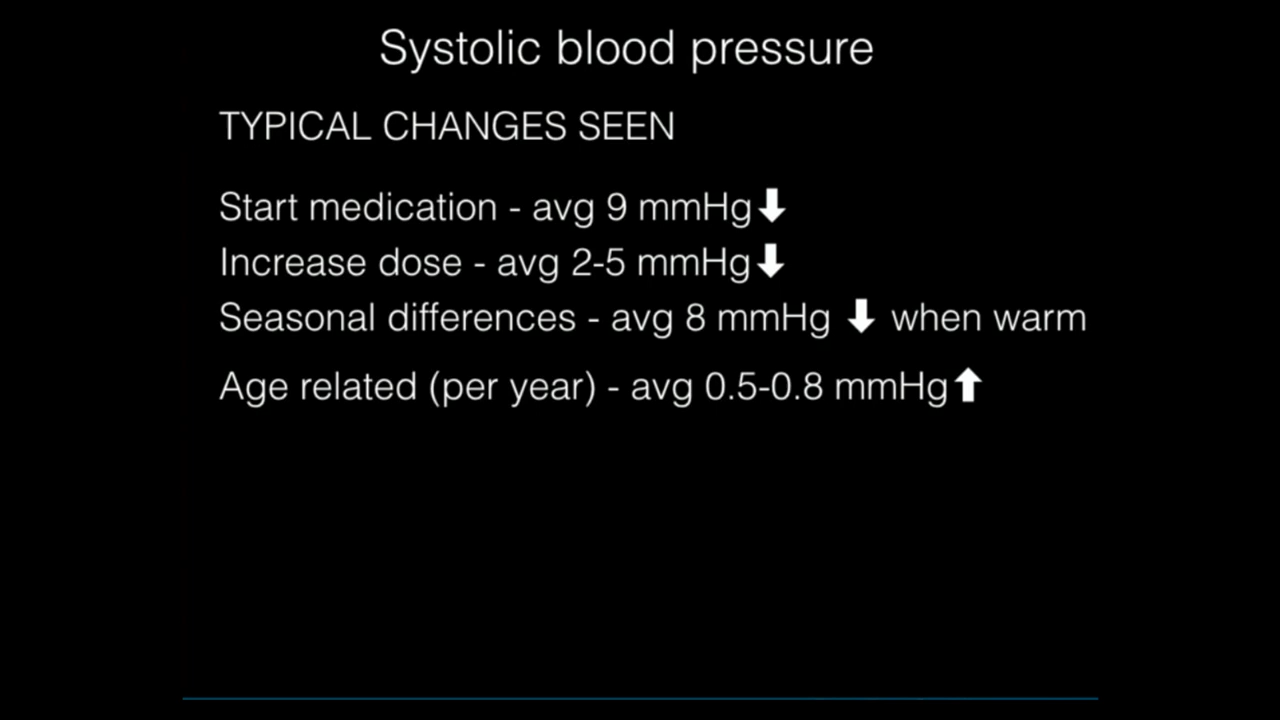 Systolic blood pressure
TYPICAL CHANGES SEEN
Start medication - avg 9 mmHg⬇
Increase dose - avg 2-5 mmHg⬇
Seasonal differences - avg 8 mmHg ⬇ when warm
Age related (per year) - avg 0.5-0.8 mmHg⬆